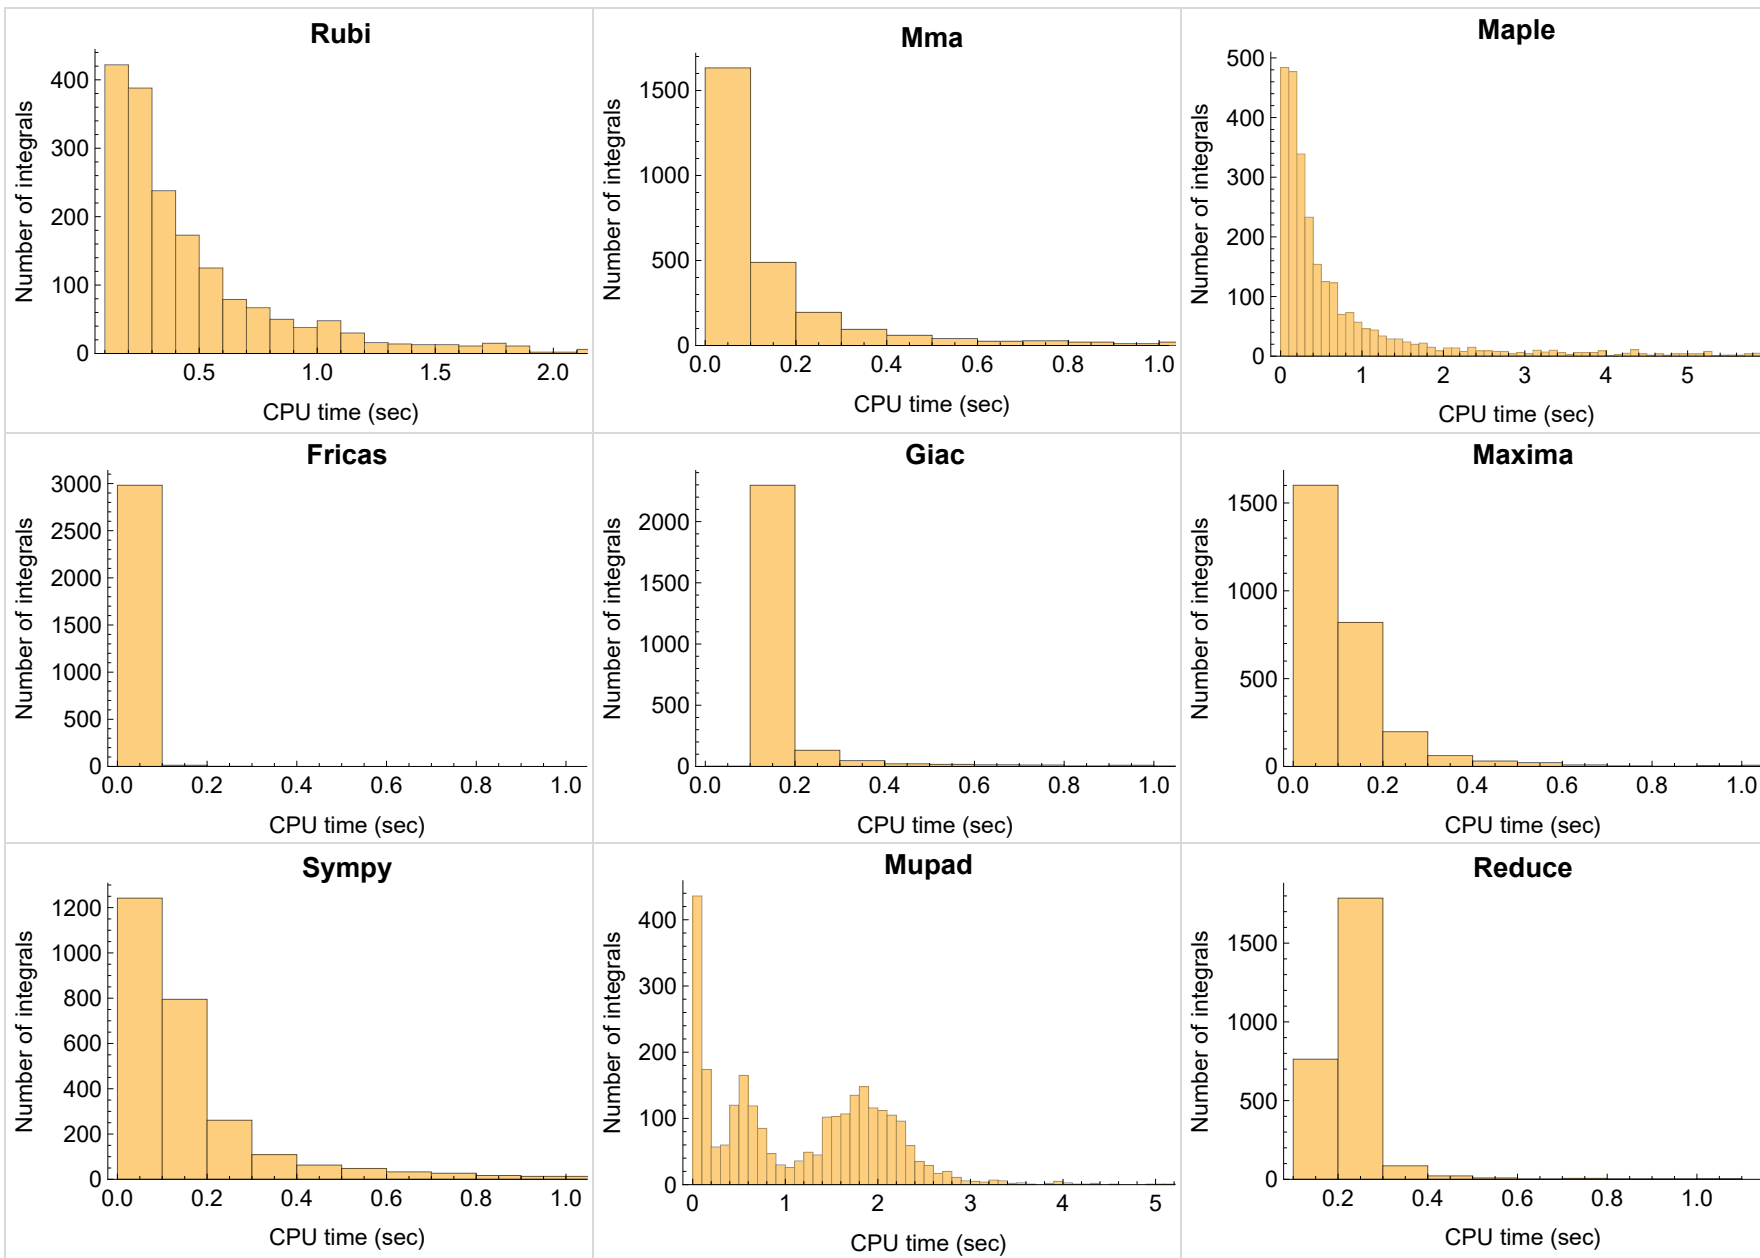 Rubi
Number of integrals
400
300
200
100
0
0.5 1.0 1.5 2.0
CPU time (sec)
Mma
Number of integrals
1500
1000
500
0
0.0 0.2 0.4 0.6 0.8 1.0
CPU time (sec)
Maple
Number of integrals
500
400
300
200
100
0
0 1 2 3 4 5
CPU time (sec)
Fricas
Number of integrals
3000
2500
2000
1500
1000
500
0
0.0 0.2 0.4 0.6 0.8 1.0
CPU time (sec)
Giac
Number of integrals
2000
1500
1000
500
0
0.0 0.2 0.4 0.6 0.8 1.0
CPU time (sec)
Maxima
Number of integrals
1500
1000
500
0
0.0 0.2 0.4 0.6 0.8 1.0
CPU time (sec)
Sympy
Number of integrals
1200
1000
800
600
400
200
0
0.0 0.2 0.4 0.6 0.8 1.0
CPU time (sec)
Mupad
Number of integrals
400
300
200
100
0
0 1 2 3 4 5
CPU time (sec)
Reduce
Number of integrals
1500
1000
500
0
0.2 0.4 0.6 0.8 1.0
CPU time (sec)